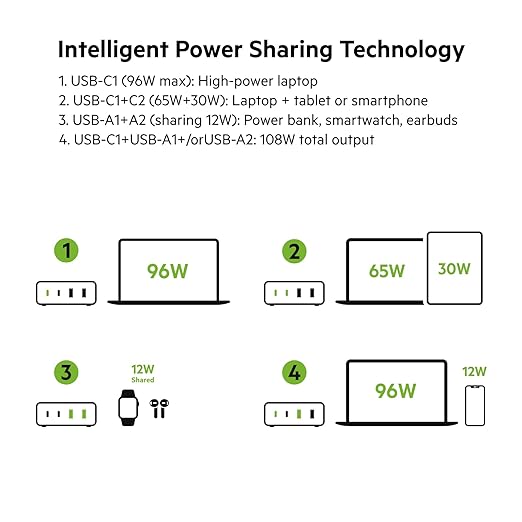 Intelligent Power Sharing Technology
1. USB-C1 (96W max): High-power laptop
2. USB-C1+C2 (65W+30W): Laptop + tablet or smartphone
3. USB-A1+A2 (sharing 12W): Power bank, smartwatch, earbuds
4. USB-C1+USB-A1+/orUSB-A2: 108W total output
1
96W
2
65W
30W
3
12W
Shared
4
96W
12W